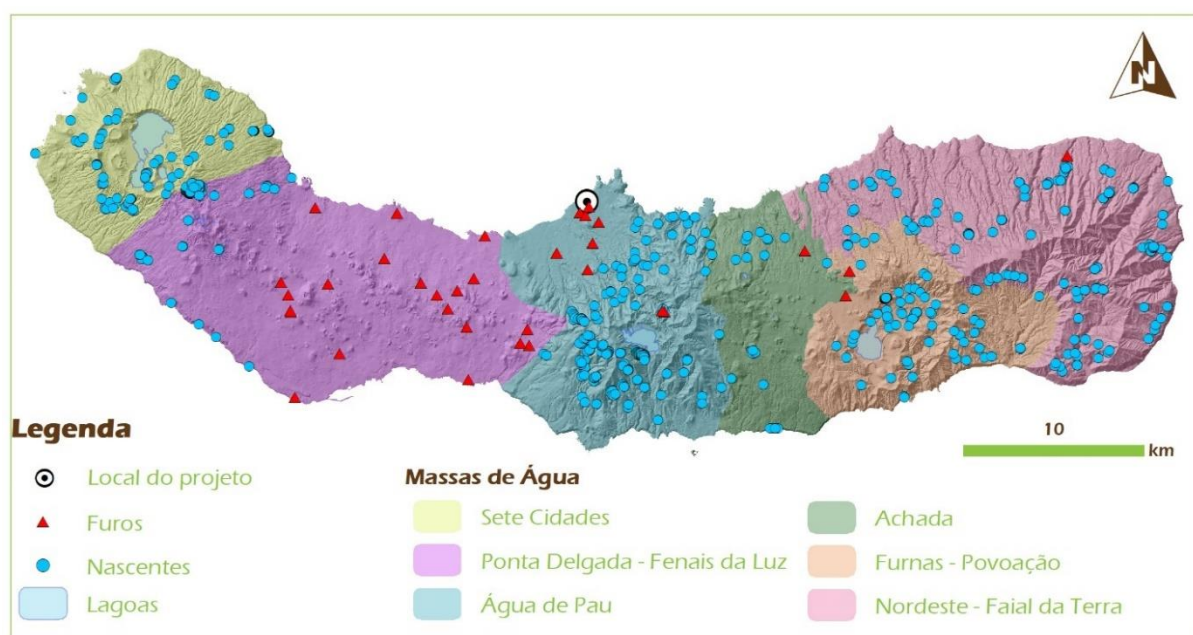 N
10
km
Legenda
Local do projeto
Furos
Nascentes
Lagoas
Massas de Água
Sete Cidades
Ponta Delgada - Fenais da Luz
Água de Pau
Achada
Furnas - Povoação
Nordeste - Faial da Terra